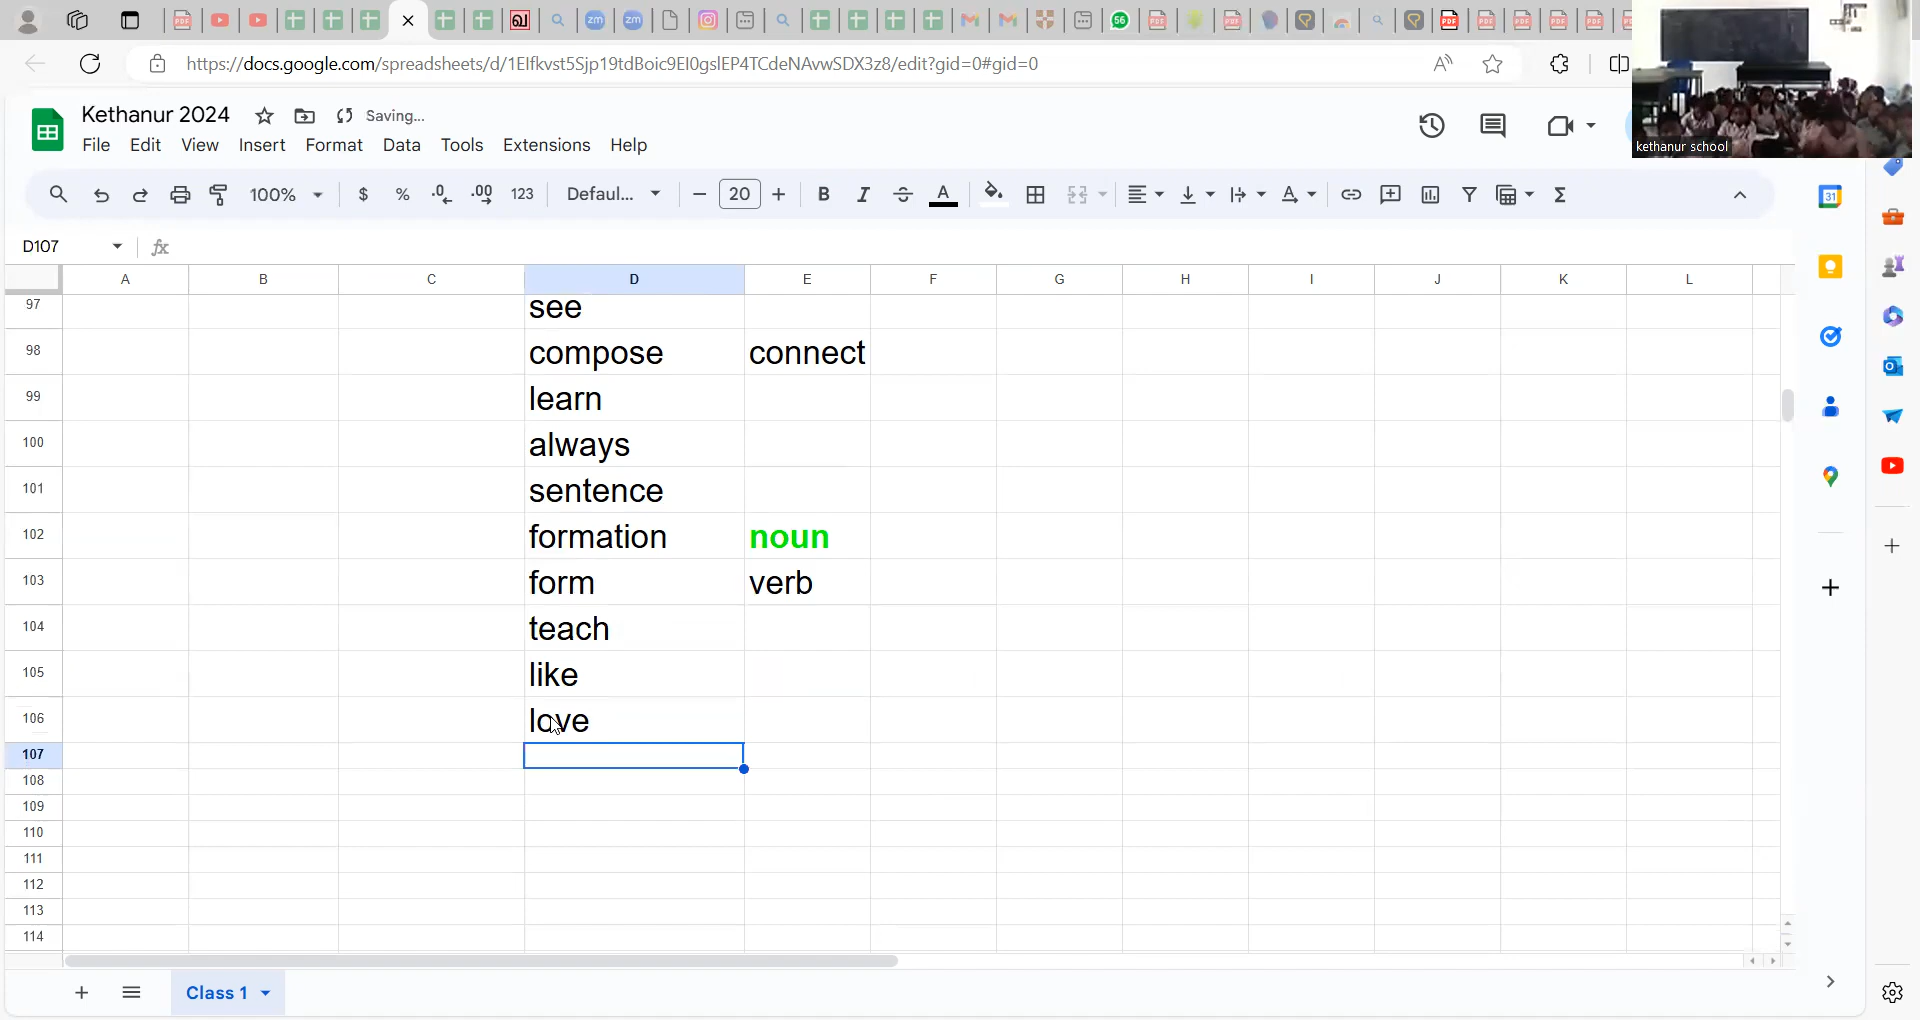 https://docs.google.com/spreadsheets/d/1EIfkvst5Sjp19tdBoic9EI0gslEP4TCdeNAvwSDX3z8/edit?gid=0#gid=0
kethanur school
Kethanur 2024 Saving...
File Edit View Insert Format Data Tools Extensions Help
100% $ % .0 .00 123 Defaul... 20 B I A
D107 fx
A B C D E F G H I J K L
97 see
98 compose connect
99 learn
100 always
101 sentence
102 formation noun
103 form verb
104 teach
105 like
106 love
107
108
109
110
111
112
113
114
Class 1